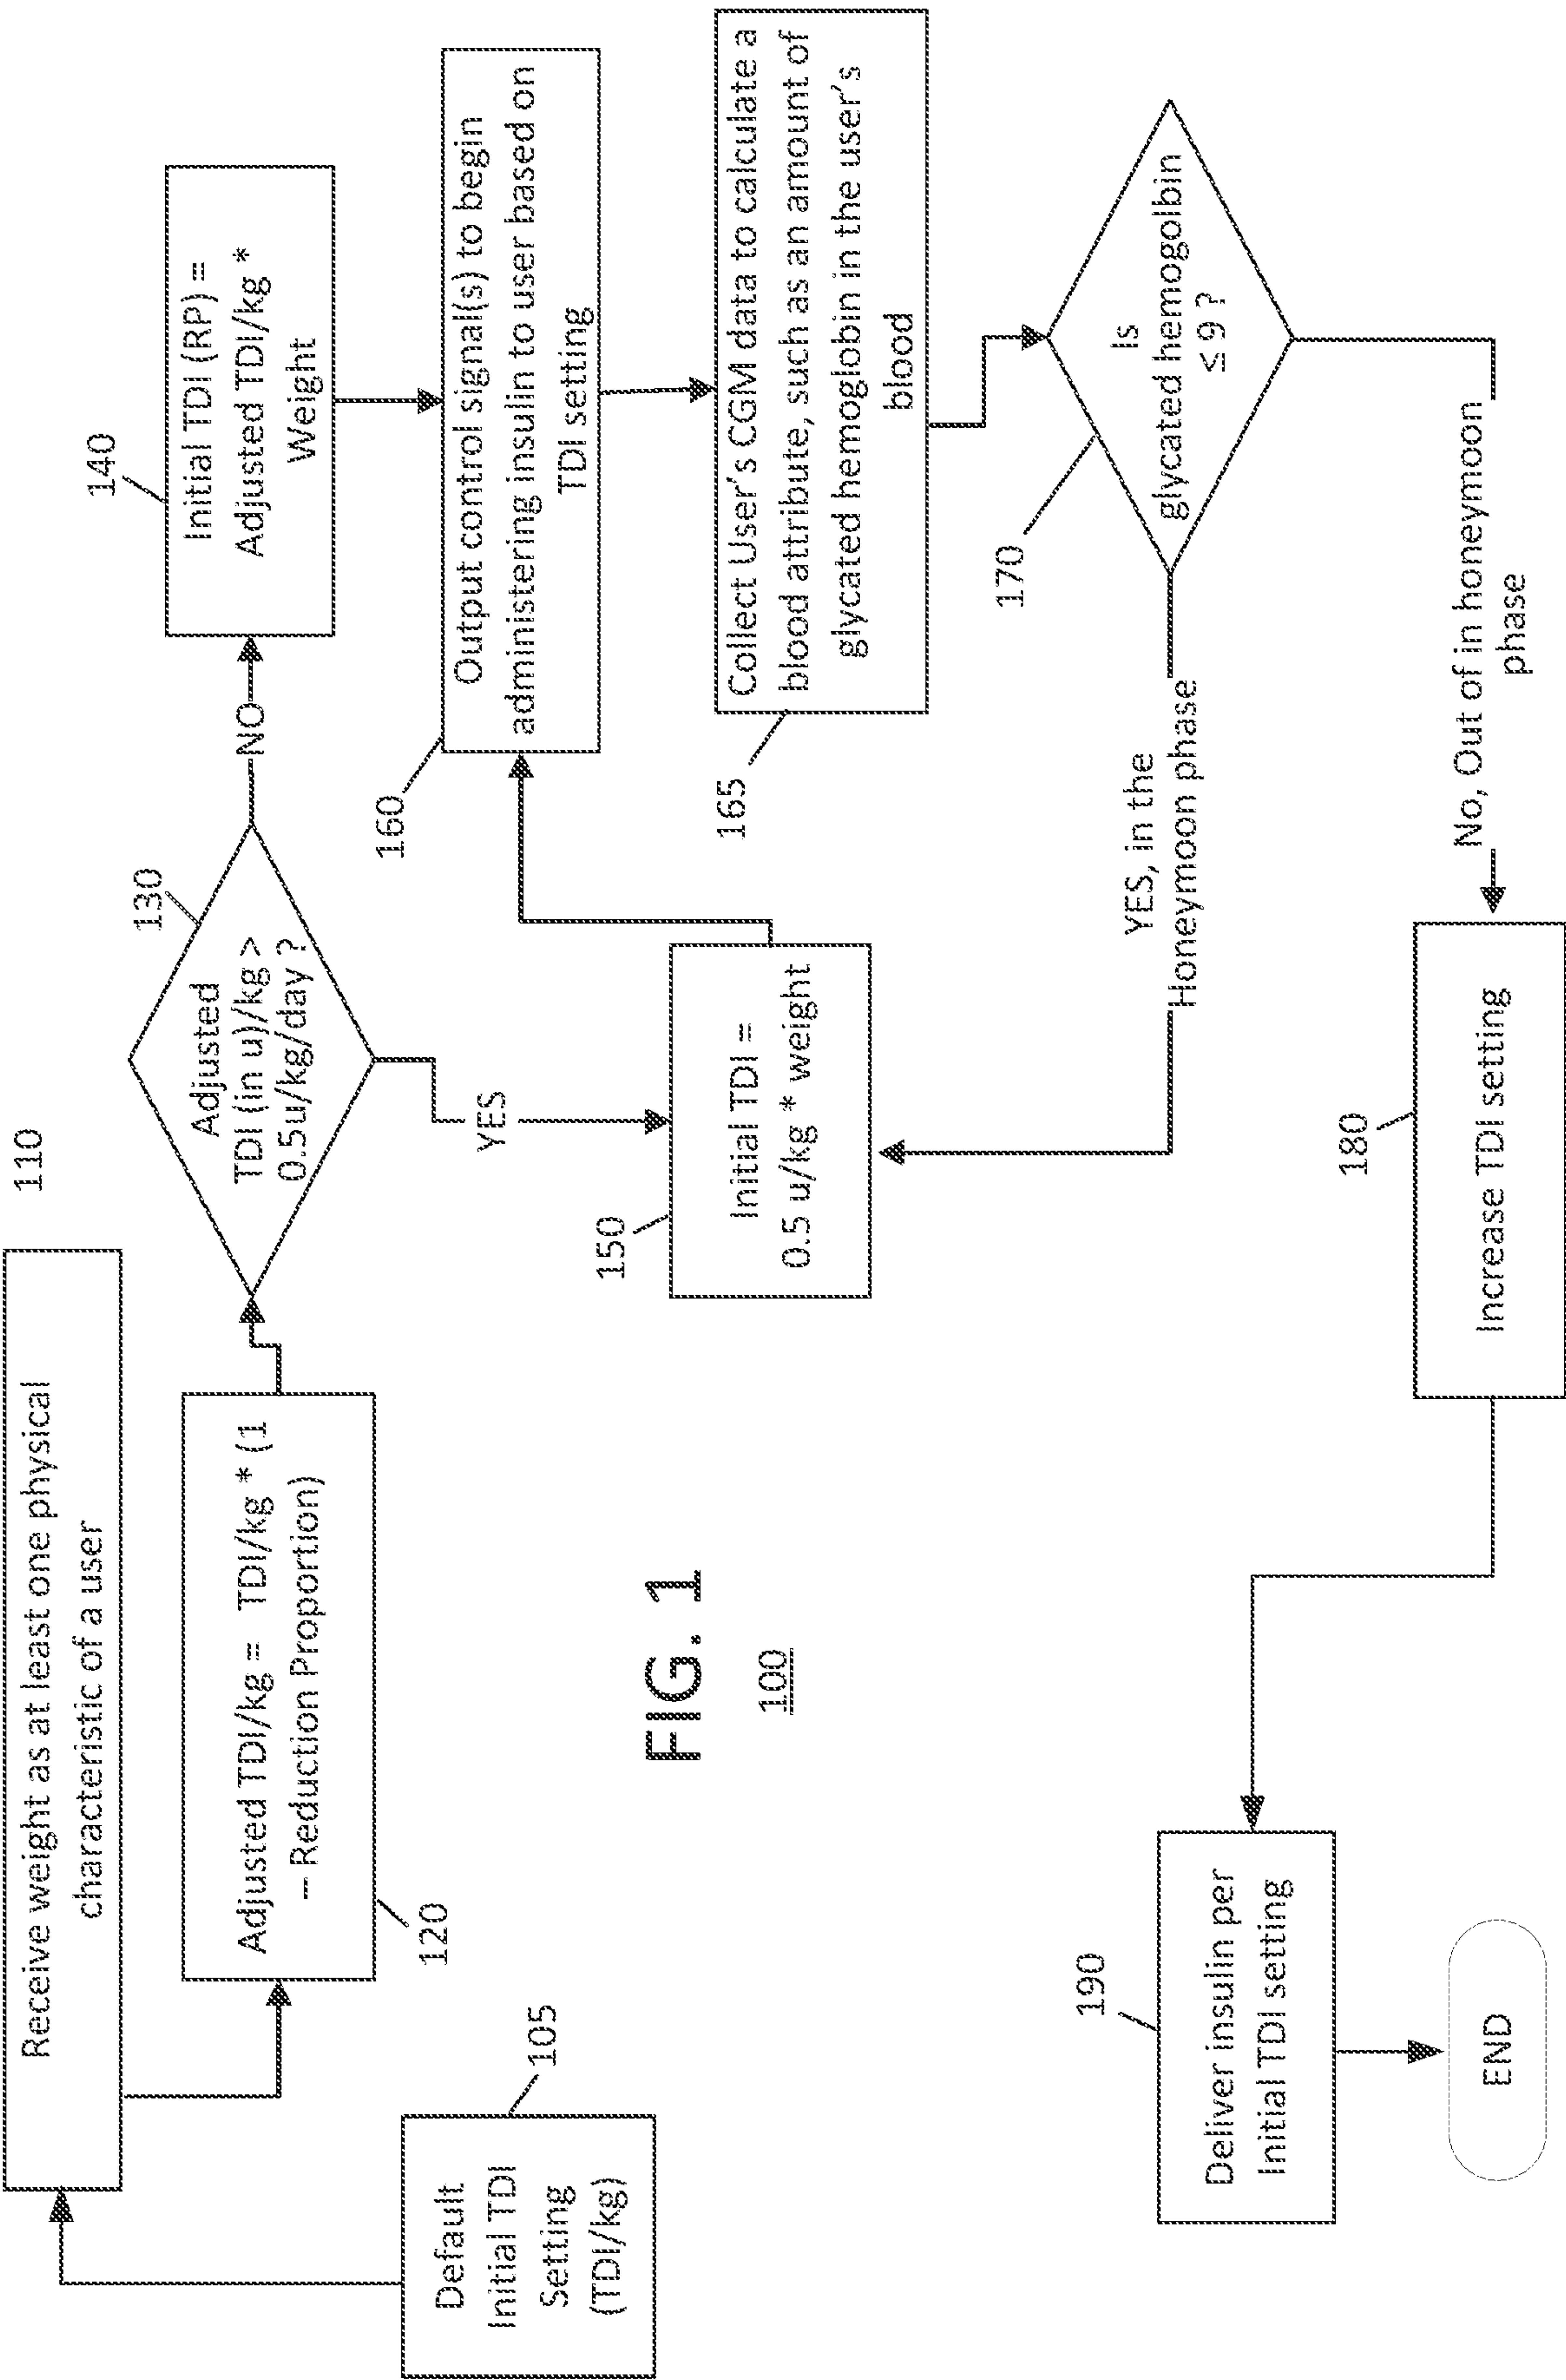 110
Receive weight as at least one physical
characteristic of a user
Adjusted TDI/kg = TDI/kg * (1
– Reduction Proportion)
120
Default
Initial TDI
Setting
(TDI/kg)
105
130
Adjusted
TDI (in u)/kg >
0.5u/kg/day ?
NO
YES
140
Initial TDI (RP) =
Adjusted TDI/kg *
Weight
150
Initial TDI =
0.5 u/kg * weight
160
Output control signal(s) to begin
administering insulin to user based on
TDI setting
165
Collect User's CGM data to calculate a
blood attribute, such as an amount of
glycated hemoglobin in the user's
blood
170
Is
glycated hemogolbin
≤ 9 ?
YES, in the
Honeymoon phase
No, Out of in honeymoon
phase
180
Increase TDI setting
190
Deliver insulin per
Initial TDI setting
END
FIG. 1
100